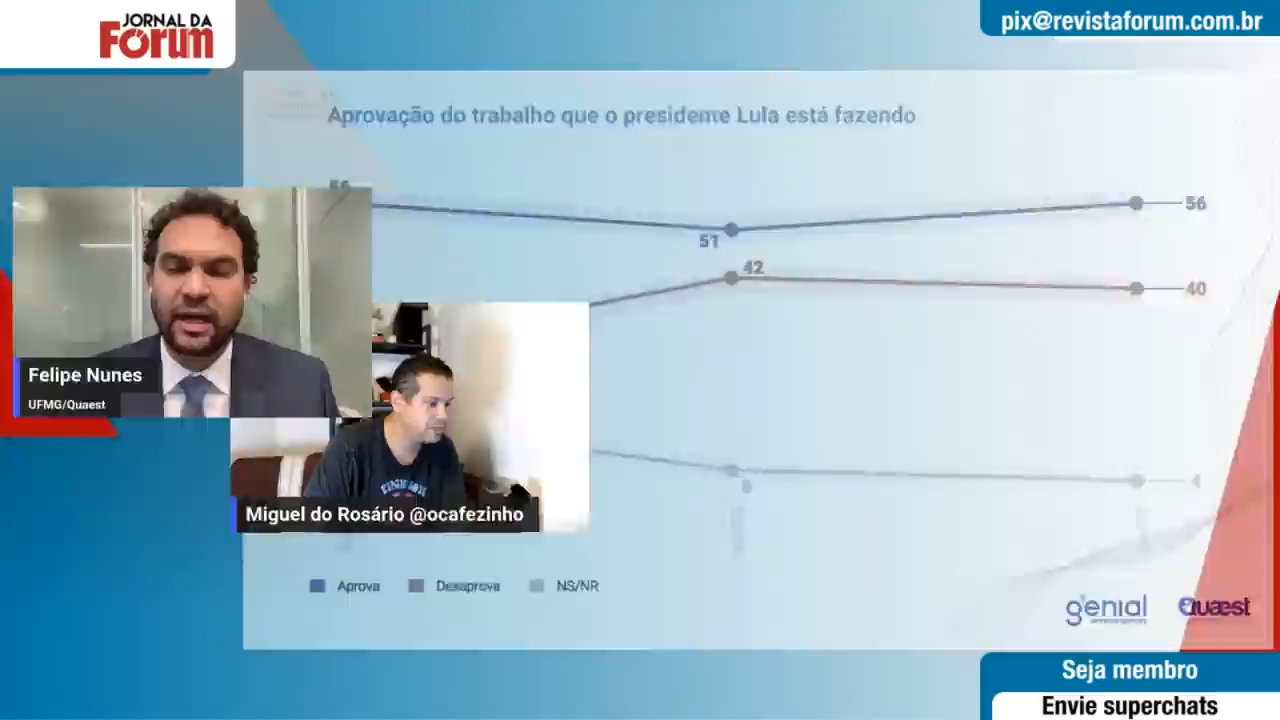 JORNAL DA
Fórum
pix@revistaforum.com.br
Aprovação do trabalho que o presidente Lula está fazendo
56
51
42
40
Felipe Nunes
UFMG/Quaest
Miguel do Rosário @ocafezinho
Aprova
Desaprova
NS/NR
genial
Quaest
Seja membro
Envie superchats